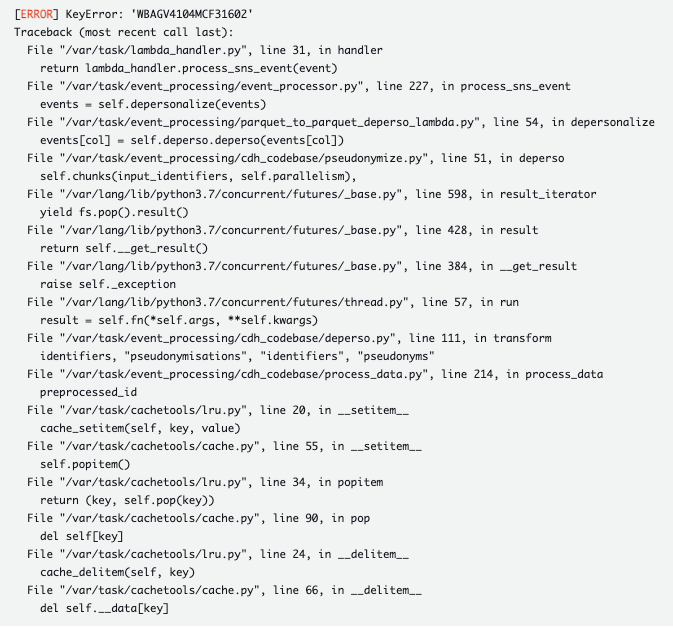 [ERROR] KeyError: 'WBAGV4104MCF31602'
Traceback (most recent call last):
  File "/var/task/lambda_handler.py", line 31, in handler
    return lambda_handler.process_sns_event(event)
  File "/var/task/event_processing/event_processor.py", line 227, in process_sns_event
    events = self.depersonalize(events)
  File "/var/task/event_processing/parquet_to_parquet_deperso_lambda.py", line 54, in depersonalize
    events[col] = self.deperso.deperso(events[col])
  File "/var/task/event_processing/cdh_codebase/pseudonymize.py", line 51, in deperso
    self.chunks(input_identifiers, self.parallelism),
  File "/var/lang/lib/python3.7/concurrent/futures/_base.py", line 598, in result_iterator
    yield fs.pop().result()
  File "/var/lang/lib/python3.7/concurrent/futures/_base.py", line 428, in result
    return self.__get_result()
  File "/var/lang/lib/python3.7/concurrent/futures/_base.py", line 384, in __get_result
    raise self._exception
  File "/var/lang/lib/python3.7/concurrent/futures/thread.py", line 57, in run
    result = self.fn(*self.args, **self.kwargs)
  File "/var/task/event_processing/cdh_codebase/deperso.py", line 111, in transform
    identifiers, "pseudonymisations", "identifiers", "pseudonyms"
  File "/var/task/event_processing/cdh_codebase/process_data.py", line 214, in process_data
    preprocessed_id
  File "/var/task/cachetools/lru.py", line 20, in __setitem__
    cache_setitem(self, key, value)
  File "/var/task/cachetools/cache.py", line 55, in __setitem__
    self.popitem()
  File "/var/task/cachetools/lru.py", line 34, in popitem
    return (key, self.pop(key))
  File "/var/task/cachetools/cache.py", line 90, in pop
    del self[key]
  File "/var/task/cachetools/lru.py", line 24, in __delitem__
    cache_delitem(self, key)
  File "/var/task/cachetools/cache.py", line 66, in __delitem__
    del self.__data[key]